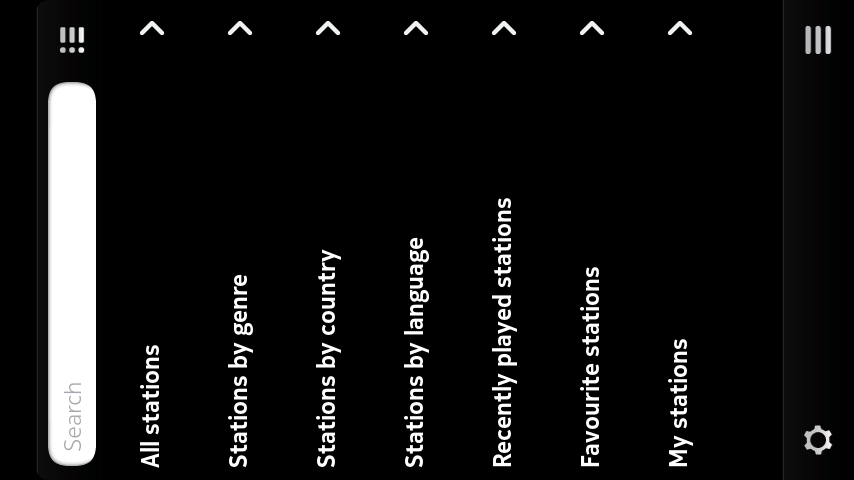 Search
All stations
Stations by genre
Stations by country
Stations by language
Recently played stations
Favourite stations
My stations